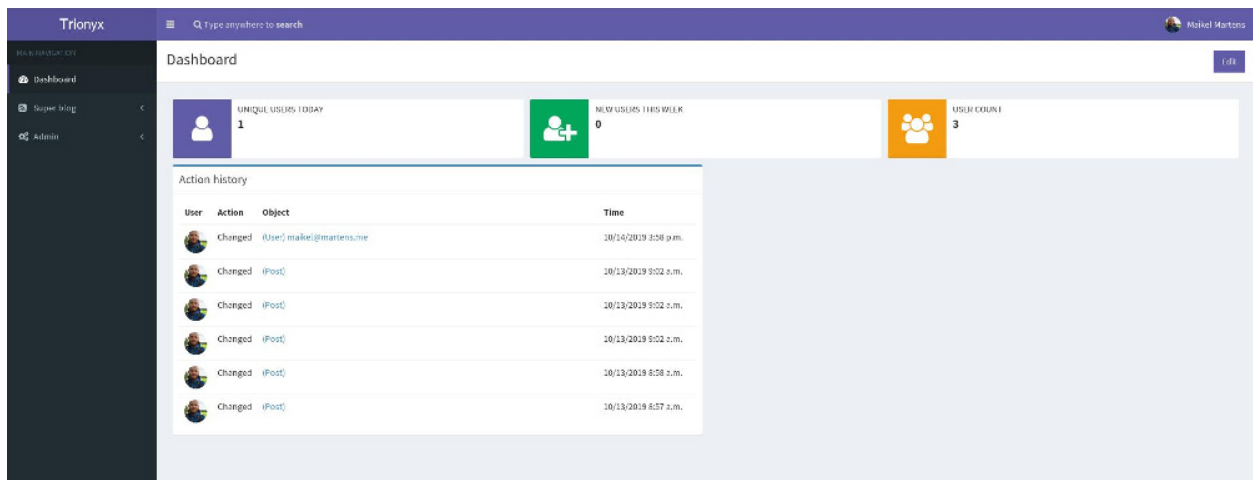 Trionyx
Type anywhere to search
Maikel Martens
MAIN NAVIGATION
Dashboard
Edit
Dashboard
Super blog
Admin
UNIQUE USERS TODAY
1
NEW USERS THIS WEEK
0
USER COUNT
3
Action history
User Action Object Time
Changed (User) maikel@martens.me 10/14/2019 3:58 p.m.
Changed (Post) 10/13/2019 9:02 a.m.
Changed (Post) 10/13/2019 9:02 a.m.
Changed (Post) 10/13/2019 9:02 a.m.
Changed (Post) 10/13/2019 8:58 a.m.
Changed (Post) 10/13/2019 8:57 a.m.